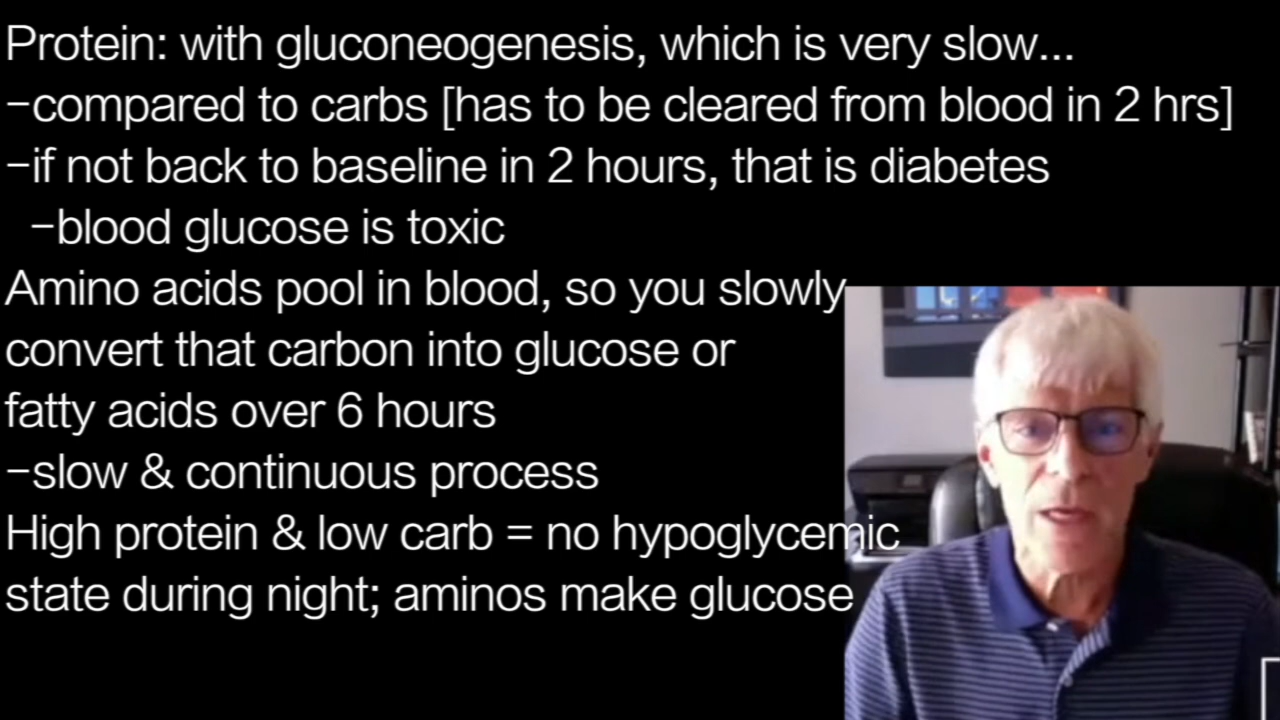 Protein: with gluconeogenesis, which is very slow...
–compared to carbs [has to be cleared from blood in 2 hrs]
–if not back to baseline in 2 hours, that is diabetes
–blood glucose is toxic
Amino acids pool in blood, so you slowly
convert that carbon into glucose or
fatty acids over 6 hours
–slow & continuous process
High protein & low carb = no hypoglycemic
state during night; aminos make glucose